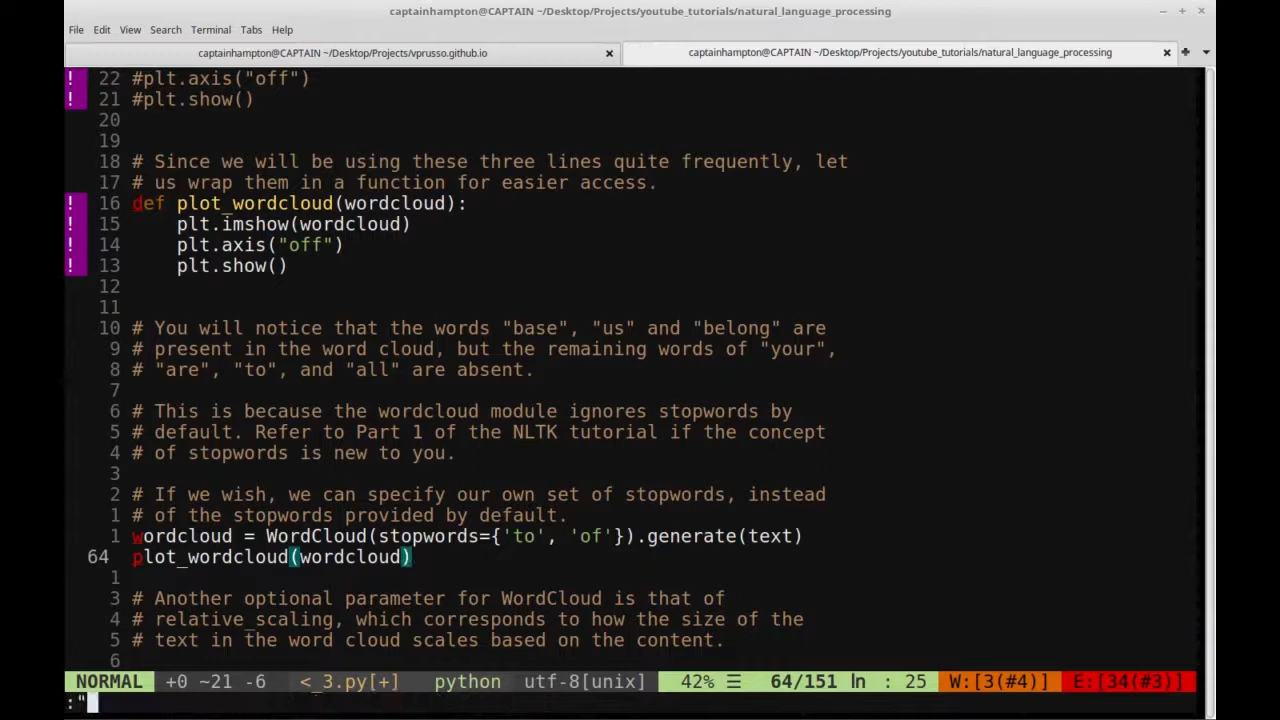 captainhampton@CAPTAIN ~/Desktop/Projects/youtube_tutorials/natural_language_processing
File Edit View Search Terminal Tabs Help
captainhampton@CAPTAIN ~/Desktop/Projects/vprusso.github.io
captainhampton@CAPTAIN ~/Desktop/Projects/youtube_tutorials/natural_language_processing
! 22 #plt.axis("off")
! 21 #plt.show()
20
19
18 # Since we will be using these three lines quite frequently, let
17 # us wrap them in a function for easier access.
! 16 def plot_wordcloud(wordcloud):
! 15     plt.imshow(wordcloud)
! 14     plt.axis("off")
! 13     plt.show()
12
11
10 # You will notice that the words "base", "us" and "belong" are
9 # present in the word cloud, but the remaining words of "your",
8 # "are", "to", and "all" are absent.
7
6 # This is because the wordcloud module ignores stopwords by
5 # default. Refer to Part 1 of the NLTK tutorial if the concept
4 # of stopwords is new to you.
3
2 # If we wish, we can specify our own set of stopwords, instead
1 # of the stopwords provided by default.
1 wordcloud = WordCloud(stopwords={'to', 'of'}).generate(text)
64 plot_wordcloud(wordcloud)
1
3 # Another optional parameter for WordCloud is that of
4 # relative_scaling, which corresponds to how the size of the
5 # text in the word cloud scales based on the content.
6
NORMAL +0 ~21 -6 <_3.py[+] python utf-8[unix] 42% ☰ 64/151 ln : 25 W:[3(#4)] E:[34(#3)]
:"